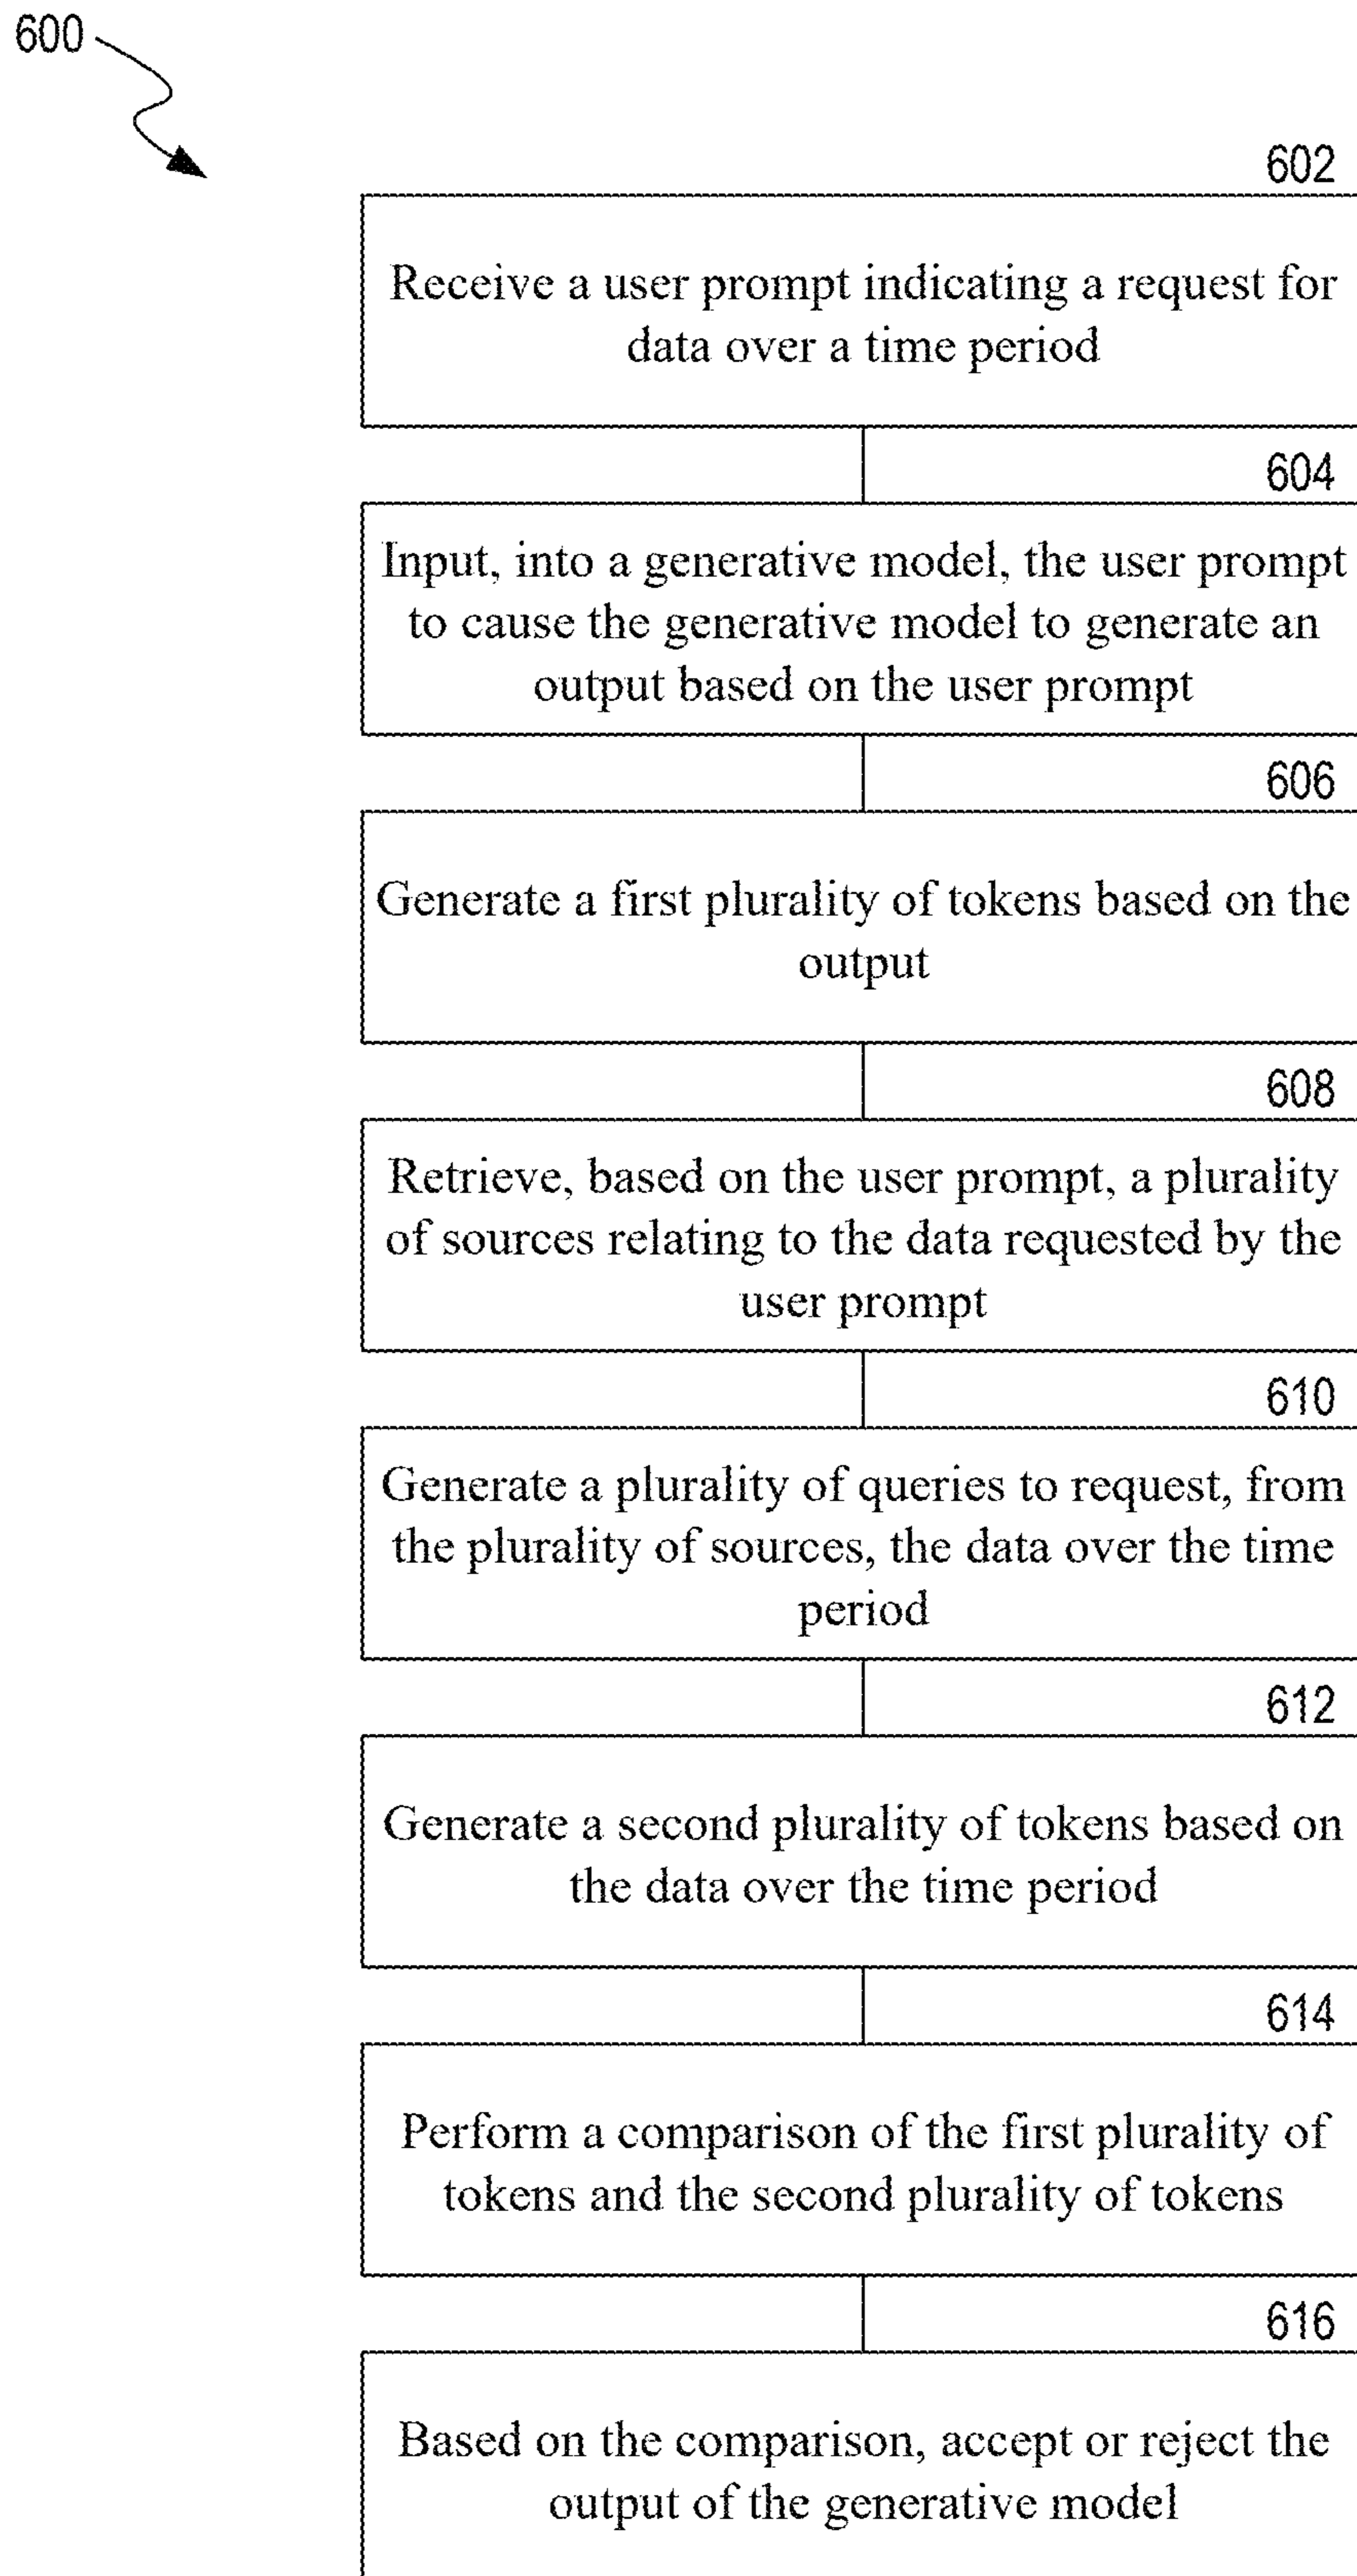 600
602
Receive a user prompt indicating a request for
data over a time period
604
Input, into a generative model, the user prompt
to cause the generative model to generate an
output based on the user prompt
606
Generate a first plurality of tokens based on the
output
608
Retrieve, based on the user prompt, a plurality
of sources relating to the data requested by the
user prompt
610
Generate a plurality of queries to request, from
the plurality of sources, the data over the time
period
612
Generate a second plurality of tokens based on
the data over the time period
614
Perform a comparison of the first plurality of
tokens and the second plurality of tokens
616
Based on the comparison, accept or reject the
output of the generative model